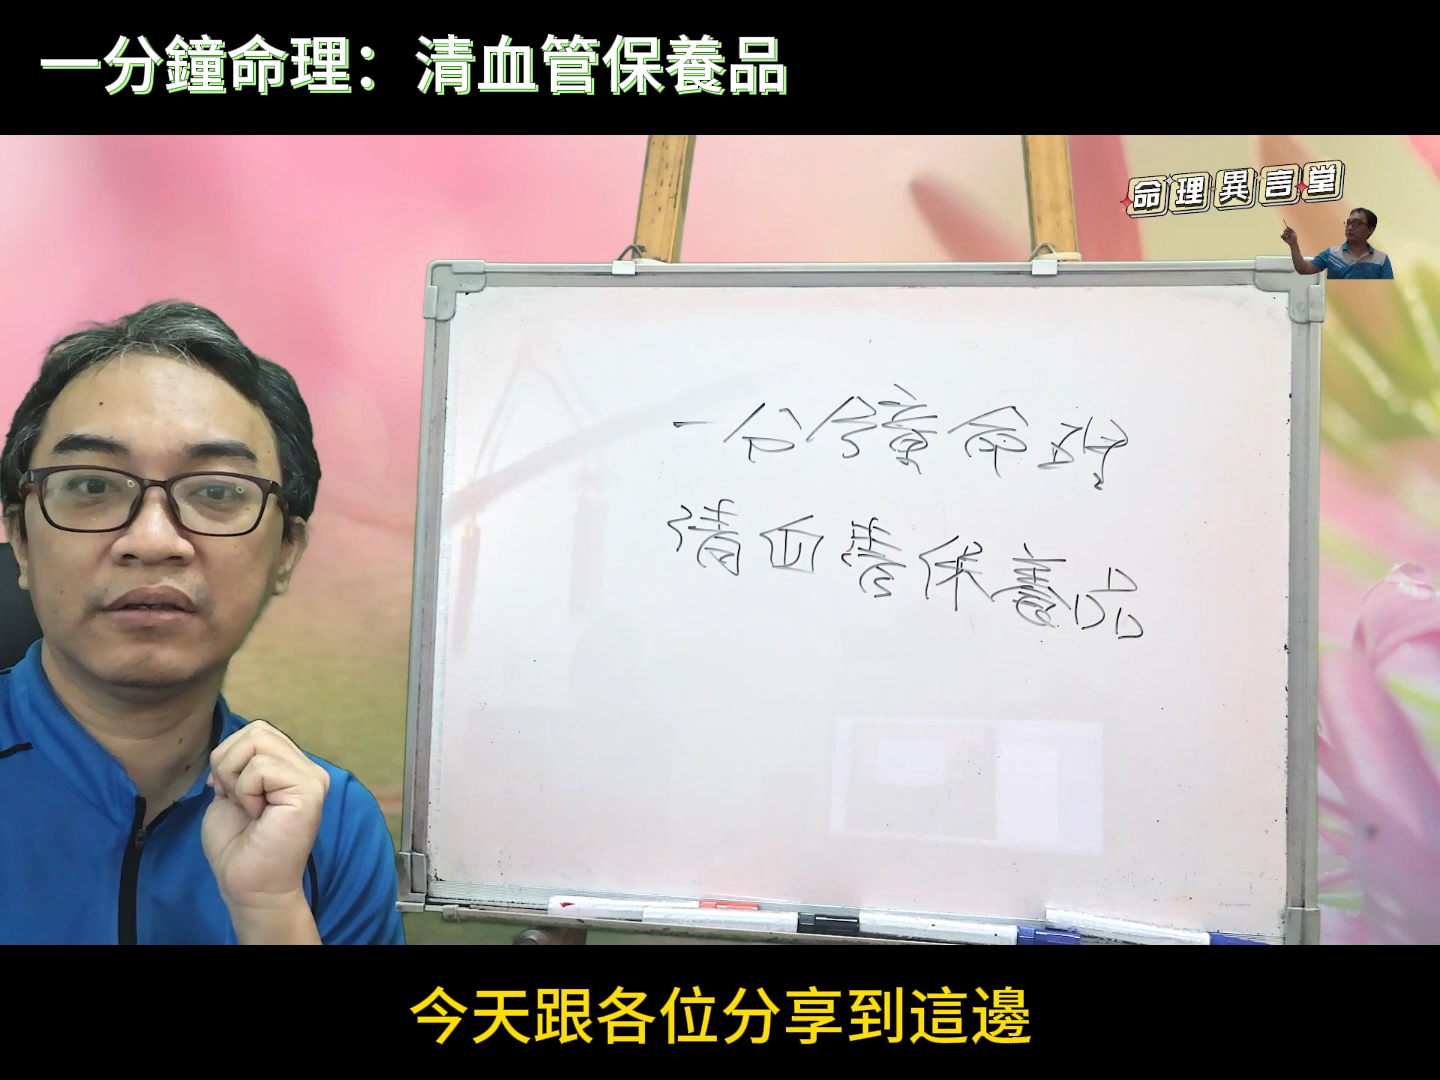 一分鐘命理：清血管保養品
命理異言堂
一分鐘命理
清血管保養品
今天跟各位分享到這邊